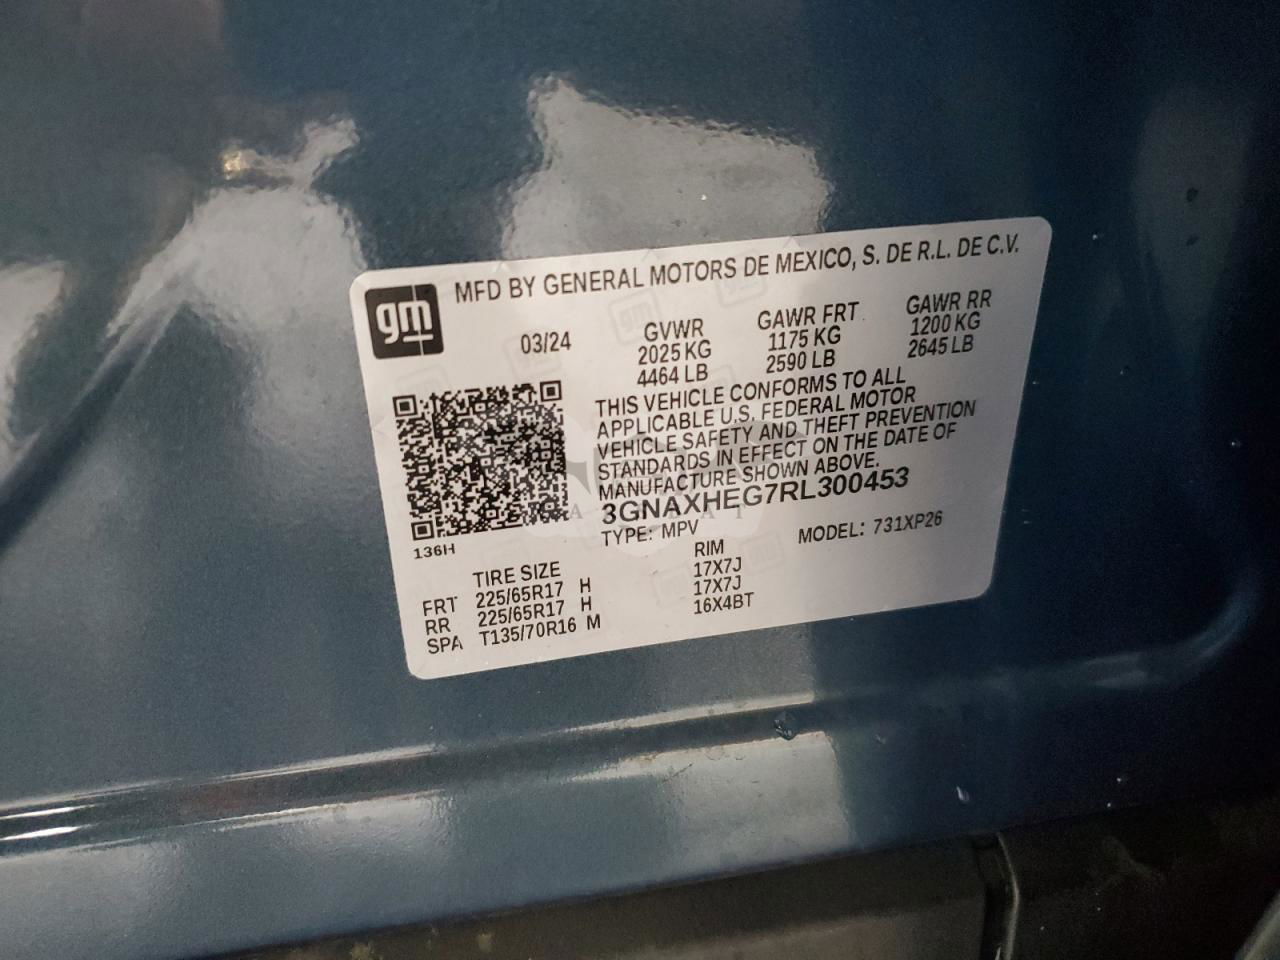 gm
MFD BY GENERAL MOTORS DE MEXICO, S. DE R.L. DE C.V.
03/24
GVWR
2025 KG
4464 LB
GAWR FRT
1175 KG
2590 LB
GAWR RR
1200 KG
2645 LB
THIS VEHICLE CONFORMS TO ALL
APPLICABLE U.S. FEDERAL MOTOR
VEHICLE SAFETY AND THEFT PREVENTION
STANDARDS IN EFFECT ON THE DATE OF
MANUFACTURE SHOWN ABOVE.
3GNAXHEG7RL300453
TYPE: MPV
MODEL: 731XP26
136H
TIRE SIZE
RIM
FRT 225/65R17 H 17X7J
RR 225/65R17 H 17X7J
SPA T135/70R16 M 16X4BT